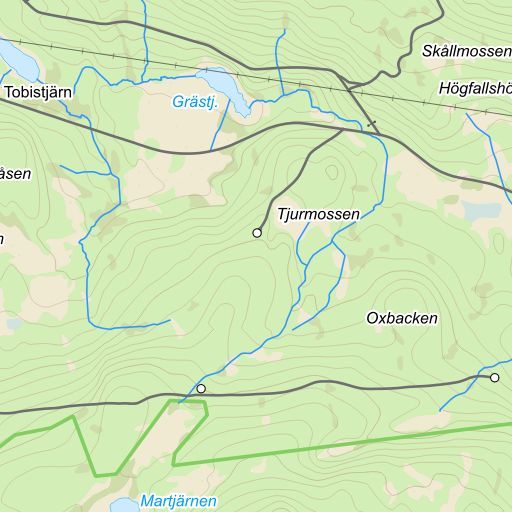 Skållmossen
Högfallshö
Tobistjärn
Grästj.
åsen
Tjurmossen
n
Oxbacken
Martjärnen